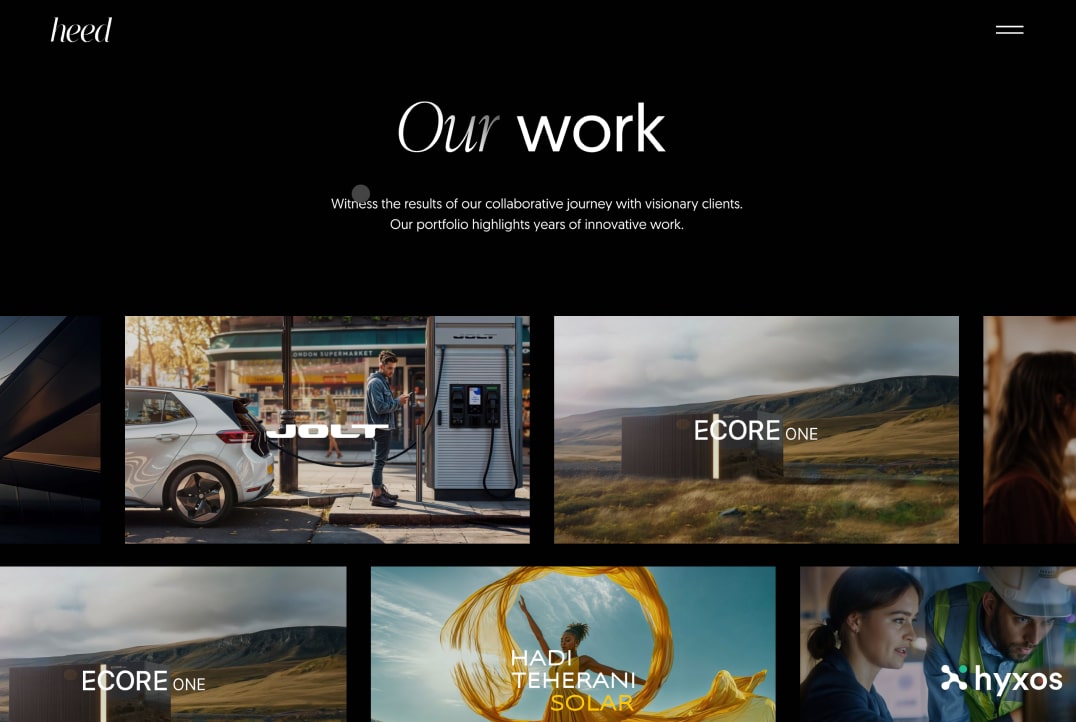 heed
Our work
Witness the results of our collaborative journey with visionary clients.
Our portfolio highlights years of innovative work.
LONDON SUPERMARKET
JOLT
JOLT
ECORE ONE
ECORE ONE
HADI
TEHERANI
SOLAR
hyxos